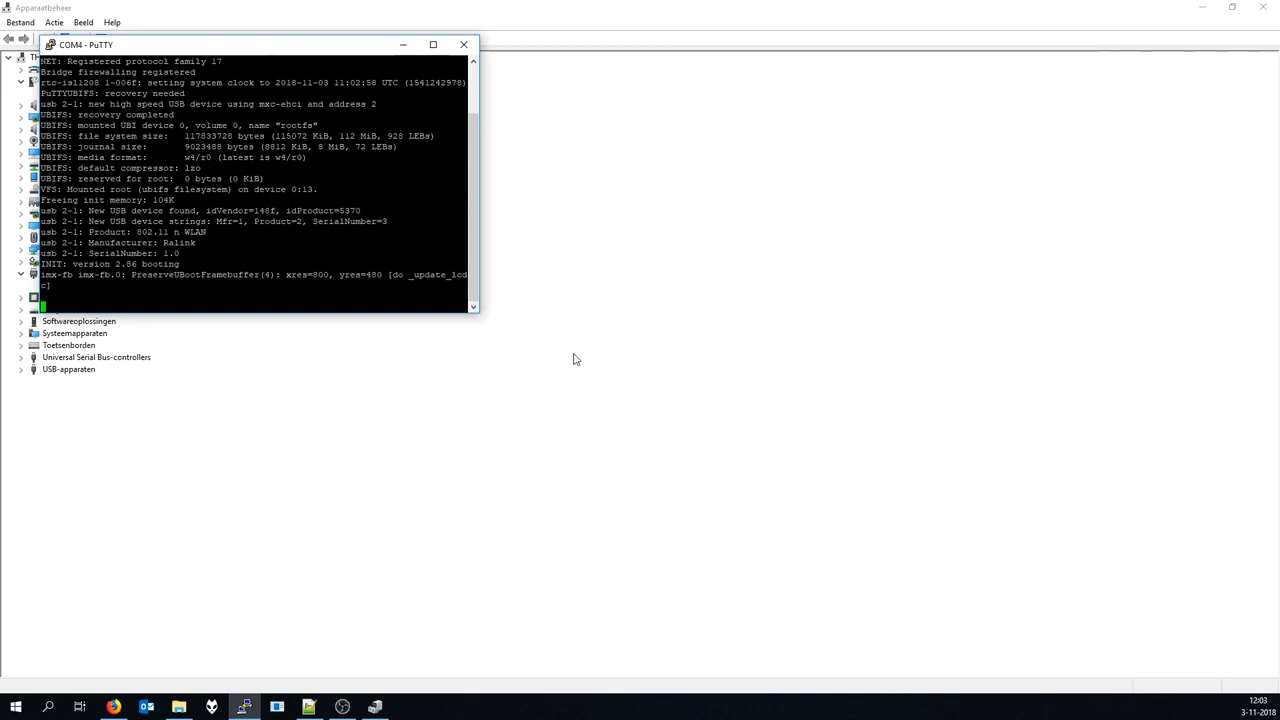 Apparaatbeheer
Bestand Actie Beeld Help
COM4 - PuTTY
NET: Registered protocol family 17
Bridge firewalling registered
rtc-isl1208 1-006f: setting system clock to 2018-11-03 11:02:58 UTC (1541242978)
PuTTYUBIFS: recovery needed
usb 2-1: new high speed USB device using mxc-ehci and address 2
UBIFS: recovery completed
UBIFS: mounted UBI device 0, volume 0, name "rootfs"
UBIFS: file system size:   117833728 bytes (115072 KiB, 112 MiB, 928 LEBs)
UBIFS: journal size:       9023488 bytes (8812 KiB, 8 MiB, 72 LEBs)
UBIFS: media format:       w4/r0 (latest is w4/r0)
UBIFS: default compressor: lzo
UBIFS: reserved for root:  0 bytes (0 KiB)
VFS: Mounted root (ubifs filesystem) on device 0:13.
Freeing init memory: 104K
usb 2-1: New USB device found, idVendor=148f, idProduct=5370
usb 2-1: New USB device strings: Mfr=1, Product=2, SerialNumber=3
usb 2-1: Product: 802.11 n WLAN
usb 2-1: Manufacturer: Ralink
usb 2-1: SerialNumber: 1.0
INIT: version 2.86 booting
imx-fb imx-fb.0: PreserveUBootFramebuffer(4): xres=800, yres=480 [do _update_lcd
c]
Softwareoplossingen
Systeemapparaten
Toetsenborden
Universal Serial Bus-controllers
USB-apparaten
12:03
3-11-2018